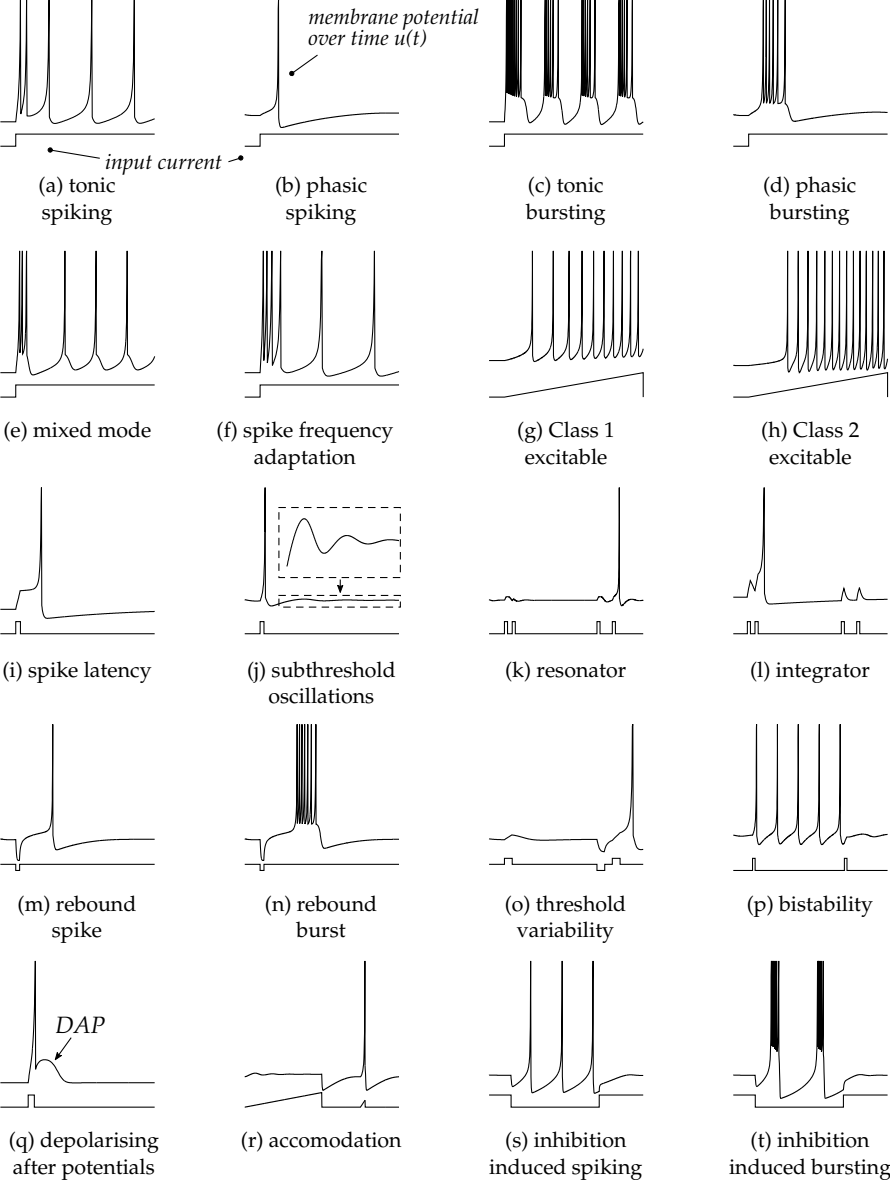 membrane potential
over time u(t)
input current
(a) tonic
spiking
(b) phasic
spiking
(c) tonic
bursting
(d) phasic
bursting
(e) mixed mode
(f) spike frequency
adaptation
(g) Class 1
excitable
(h) Class 2
excitable
(i) spike latency
(j) subthreshold
oscillations
(k) resonator
(l) integrator
(m) rebound
spike
(n) rebound
burst
(o) threshold
variability
(p) bistability
DAP
(q) depolarising
after potentials
(r) accomodation
(s) inhibition
induced spiking
(t) inhibition
induced bursting